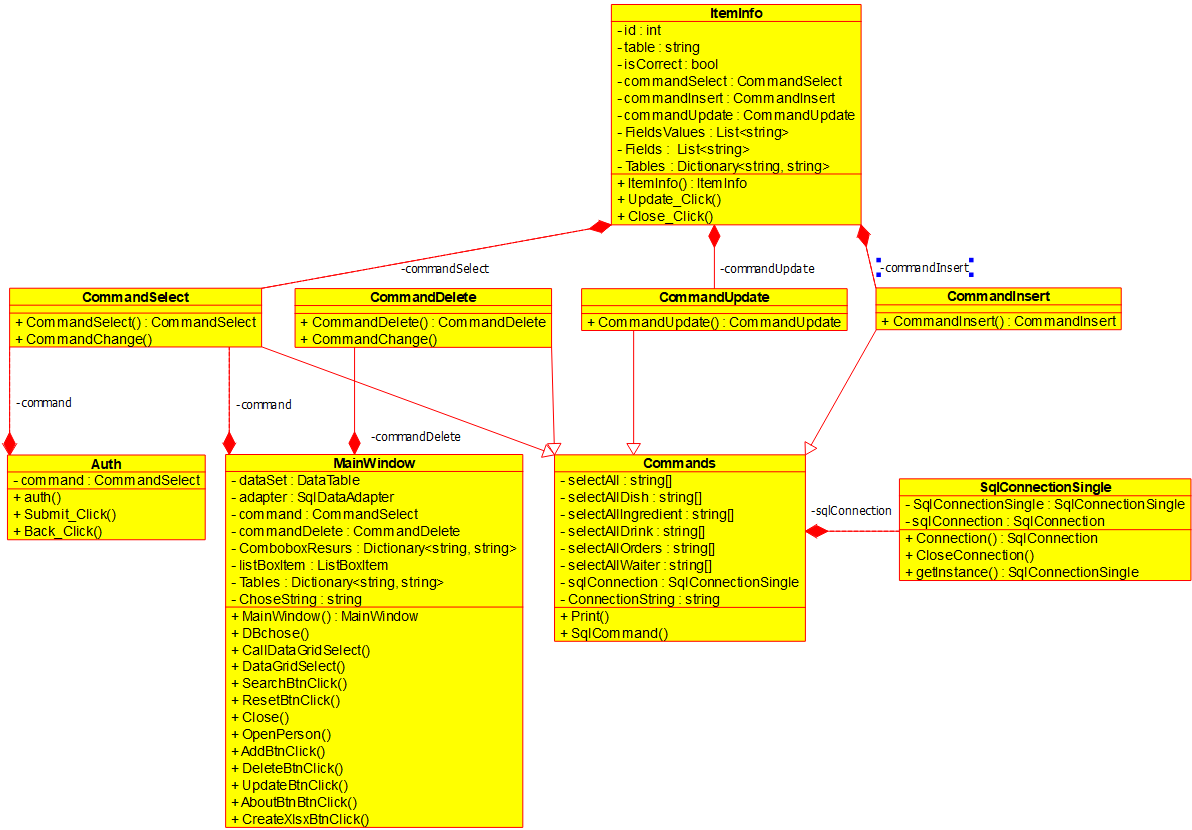 ItemInfo
- id : int
- table : string
- isCorrect : bool
- commandSelect : CommandSelect
- commandInsert : CommandInsert
- commandUpdate : CommandUpdate
- FieldsValues : List<string>
- Fields : List<string>
- Tables : Dictionary<string, string>
+ ItemInfo() : ItemInfo
+ Update_Click()
+ Close_Click()
-commandSelect
-commandUpdate
-commandInsert
CommandSelect
+ CommandSelect() : CommandSelect
+ CommandChange()
CommandDelete
+ CommandDelete() : CommandDelete
+ CommandChange()
CommandUpdate
+ CommandUpdate() : CommandUpdate
CommandInsert
+ CommandInsert() : CommandInsert
-command
-command
-commandDelete
Auth
- command : CommandSelect
+ auth()
+ Submit_Click()
+ Back_Click()
MainWindow
- dataSet : DataTable
- adapter : SqlDataAdapter
- command : CommandSelect
- commandDelete : CommandDelete
- ComboboxResurs : Dictionary<string, string>
- listBoxItem : ListBoxItem
- Tables : Dictionary<string, string>
- ChoseString : string
+ MainWindow() : MainWindow
+ DBchose()
+ CallDataGridSelect()
+ DataGridSelect()
+ SearchBtnClick()
+ ResetBtnClick()
+ Close()
+ OpenPerson()
+ AddBtnClick()
+ DeleteBtnClick()
+ UpdateBtnClick()
+ AboutBtnBtnClick()
+ CreateXlsxBtnClick()
Commands
- selectAll : string[]
- selectAllDish : string[]
- selectAllIngredient : string[]
- selectAllDrink : string[]
- selectAllOrders : string[]
- selectAllWaiter : string[]
- sqlConnection : SqlConnectionSingle
- ConnectionString : string
+ Print()
+ SqlCommand()
-sqlConnection
SqlConnectionSingle
- SqlConnectionSingle : SqlConnectionSingle
- sqlConnection : SqlConnection
+ Connection() : SqlConnection
+ CloseConnection()
+ getInstance() : SqlConnectionSingle